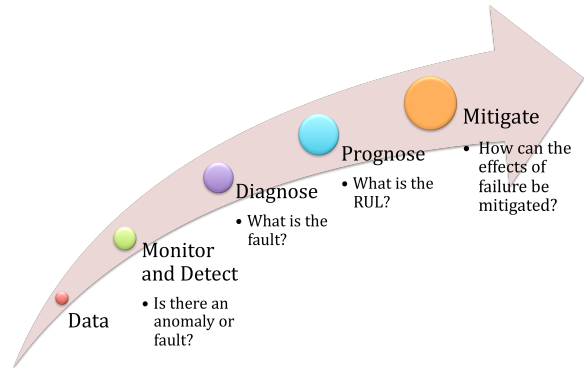 Data
Monitor
and Detect
• Is there an
anomaly or
fault?
Diagnose
• What is the
fault?
Prognose
• What is the
RUL?
Mitigate
• How can the
effects of
failure be
mitigated?